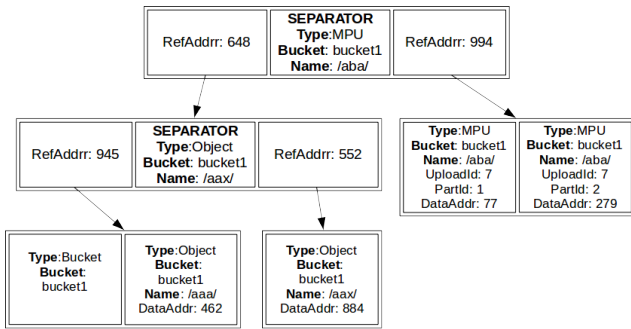 RefAddrr: 648
SEPARATOR
Type:MPU
Bucket: bucket1
Name: /aba/
RefAddrr: 994
RefAddrr: 945
SEPARATOR
Type:Object
Bucket: bucket1
Name: /aax/
RefAddrr: 552
Type:MPU
Bucket: bucket1
Name: /aba/
UploadId: 7
PartId: 1
DataAddr: 77
Type:MPU
Bucket: bucket1
Name: /aba/
UploadId: 7
PartId: 2
DataAddr: 279
Type:Bucket
Bucket:
bucket1
Type:Object
Bucket:
bucket1
Name: /aaa/
DataAddr: 462
Type:Object
Bucket:
bucket1
Name: /aax/
DataAddr: 884